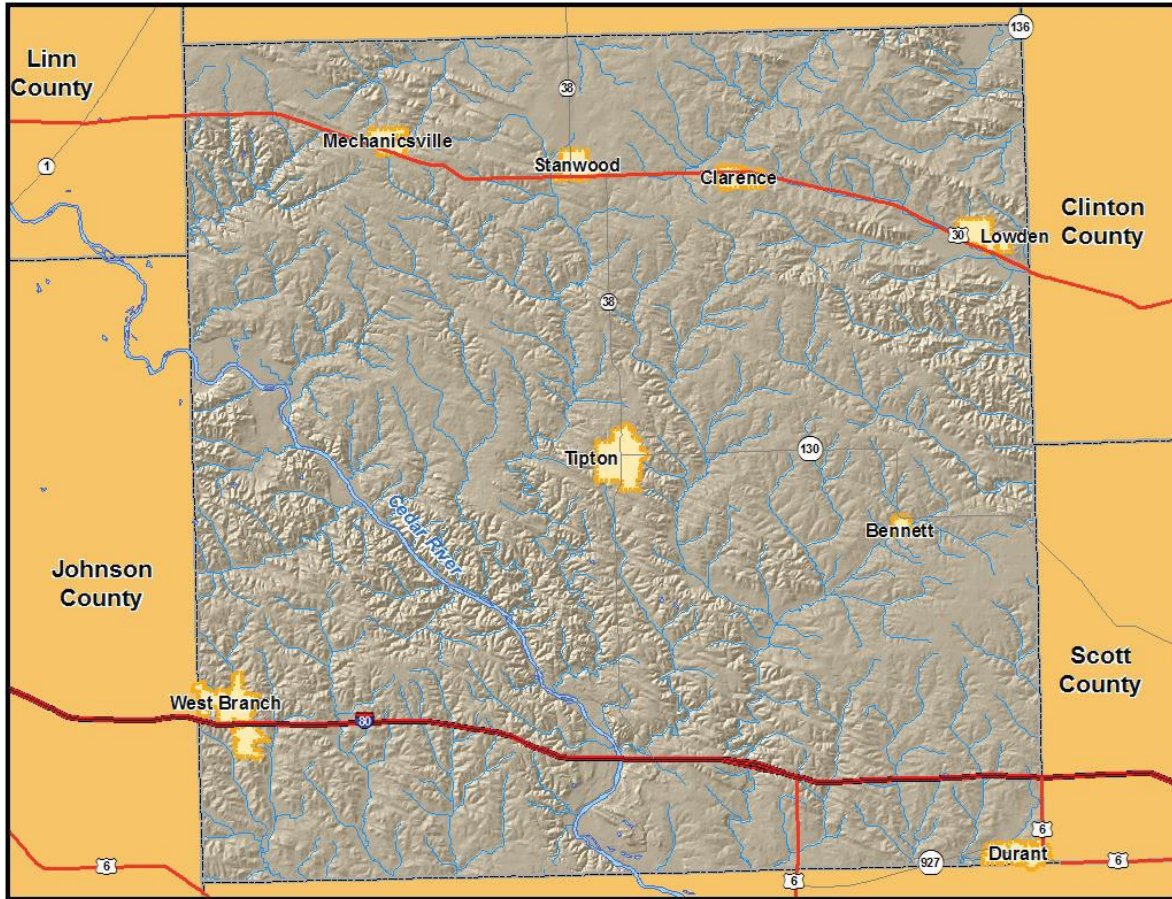 136
Linn
County
38
1
Mechanicsville
Stanwood
Clarence
Clinton
County
30
Lowden
38
Tipton
130
Cedar River
Bennett
Johnson
County
Scott
County
West Branch
80
6
6
927
Durant
6
6